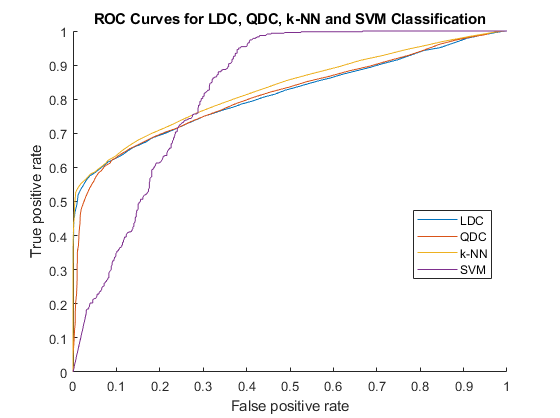 ROC Curves for LDC, QDC, k-NN and SVM Classification
1
0.9
0.8
0.7
0.6
0.5
0.4
0.3
0.2
0.1
0
True positive rate
LDC
QDC
k-NN
SVM
0 0.1 0.2 0.3 0.4 0.5 0.6 0.7 0.8 0.9 1
False positive rate